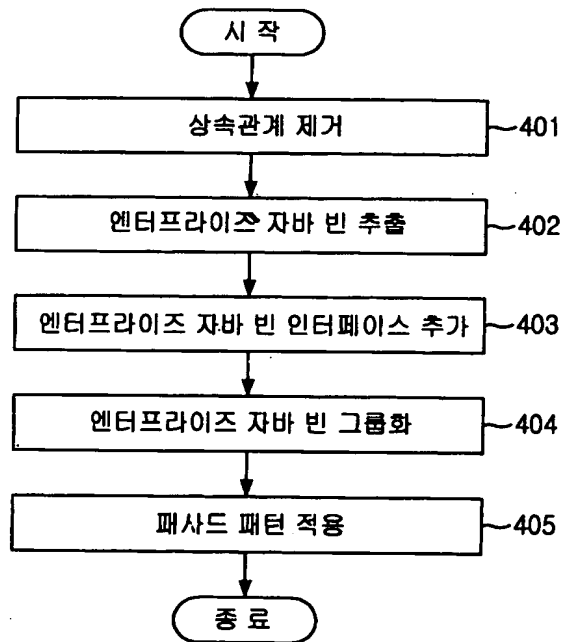 시 작
상속관계 제거
401
엔터프라이즈 자바 빈 추출
402
엔터프라이즈 자바 빈 인터페이스 추가
403
엔터프라이즈 자바 빈 그룹화
404
패사드 패턴 적용
405
종 료